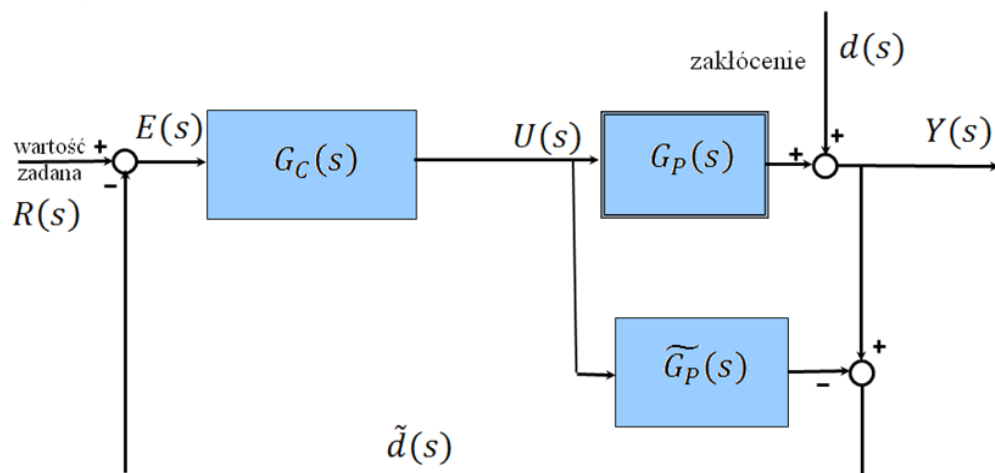 d(s)
zakłócenie
wartość
zadana
+
-
R(s)
E(s)
G_C(s)
U(s)
G_P(s)
+
+
Y(s)
G̃_P(s)
-
+
d̃(s)